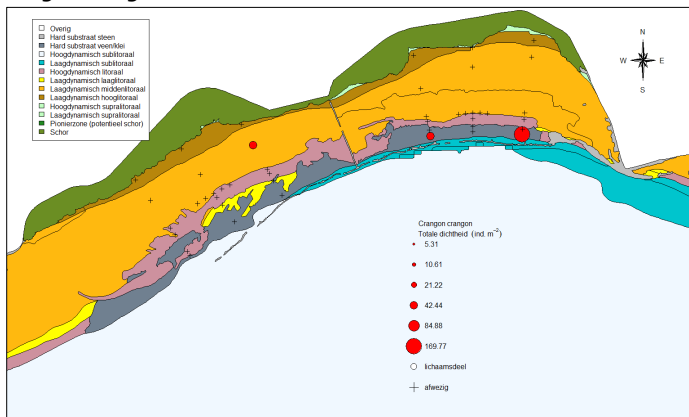 Overig
Hard substraat steen
Hard substraat veen/klei
Hoogdynamisch sublitoraal
Laagdynamisch sublitoraal
Hoogdynamisch litoraal
Laagdynamisch laaglitoraal
Laagdynamisch middenlitoraal
Laagdynamisch hooglitoraal
Hoogdynamisch supralitoraal
Laagdynamisch supralitoraal
Pionierzone (potentieel schor)
Schor
N
W E
S
Crangon crangon
Totale dichtheid (ind. m⁻²)
5.31
10.61
21.22
42.44
84.88
169.77
lichaamsdeel
afwezig